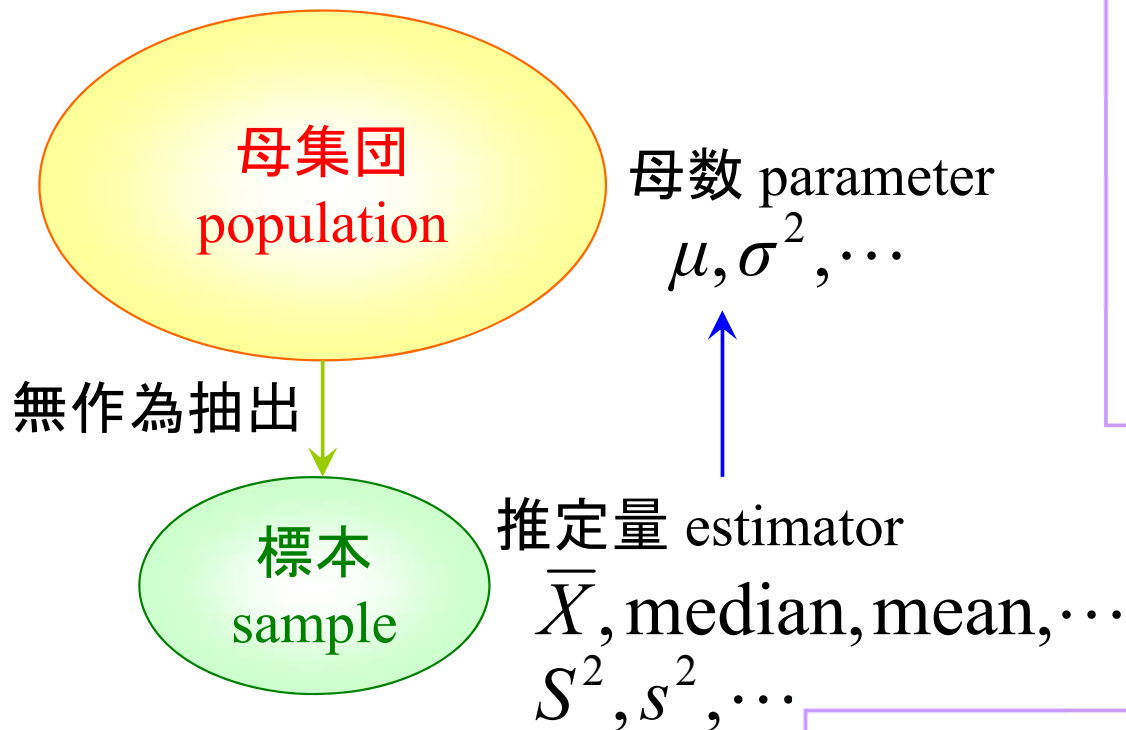 母集団
population
母数 parameter
μ, σ², ⋯
無作為抽出
標本
sample
推定量 estimator
X̅, median, mean, ⋯
S², s², ⋯